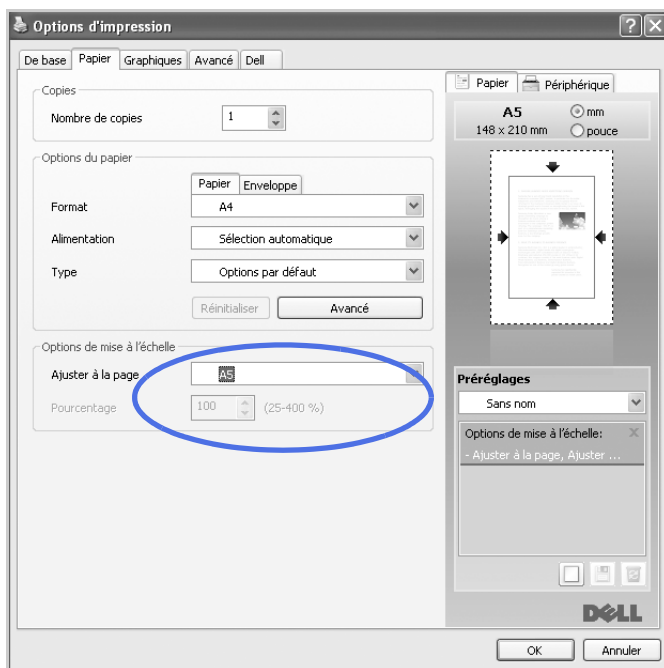 Options d'impression
De base Papier Graphiques Avancé Dell
Copies
Nombre de copies 1
Options du papier
Papier Enveloppe
Format A4
Alimentation Sélection automatique
Type Options par défaut
Réinitialiser Avancé
Options de mise à l'échelle
Ajuster à la page A5
Pourcentage 100 (25-400 %)
Papier Périphérique
A5 mm
148 x 210 mm pouce
Préréglages
Sans nom
Options de mise à l'échelle:
- Ajuster à la page, Ajuster ...
DELL
OK Annuler